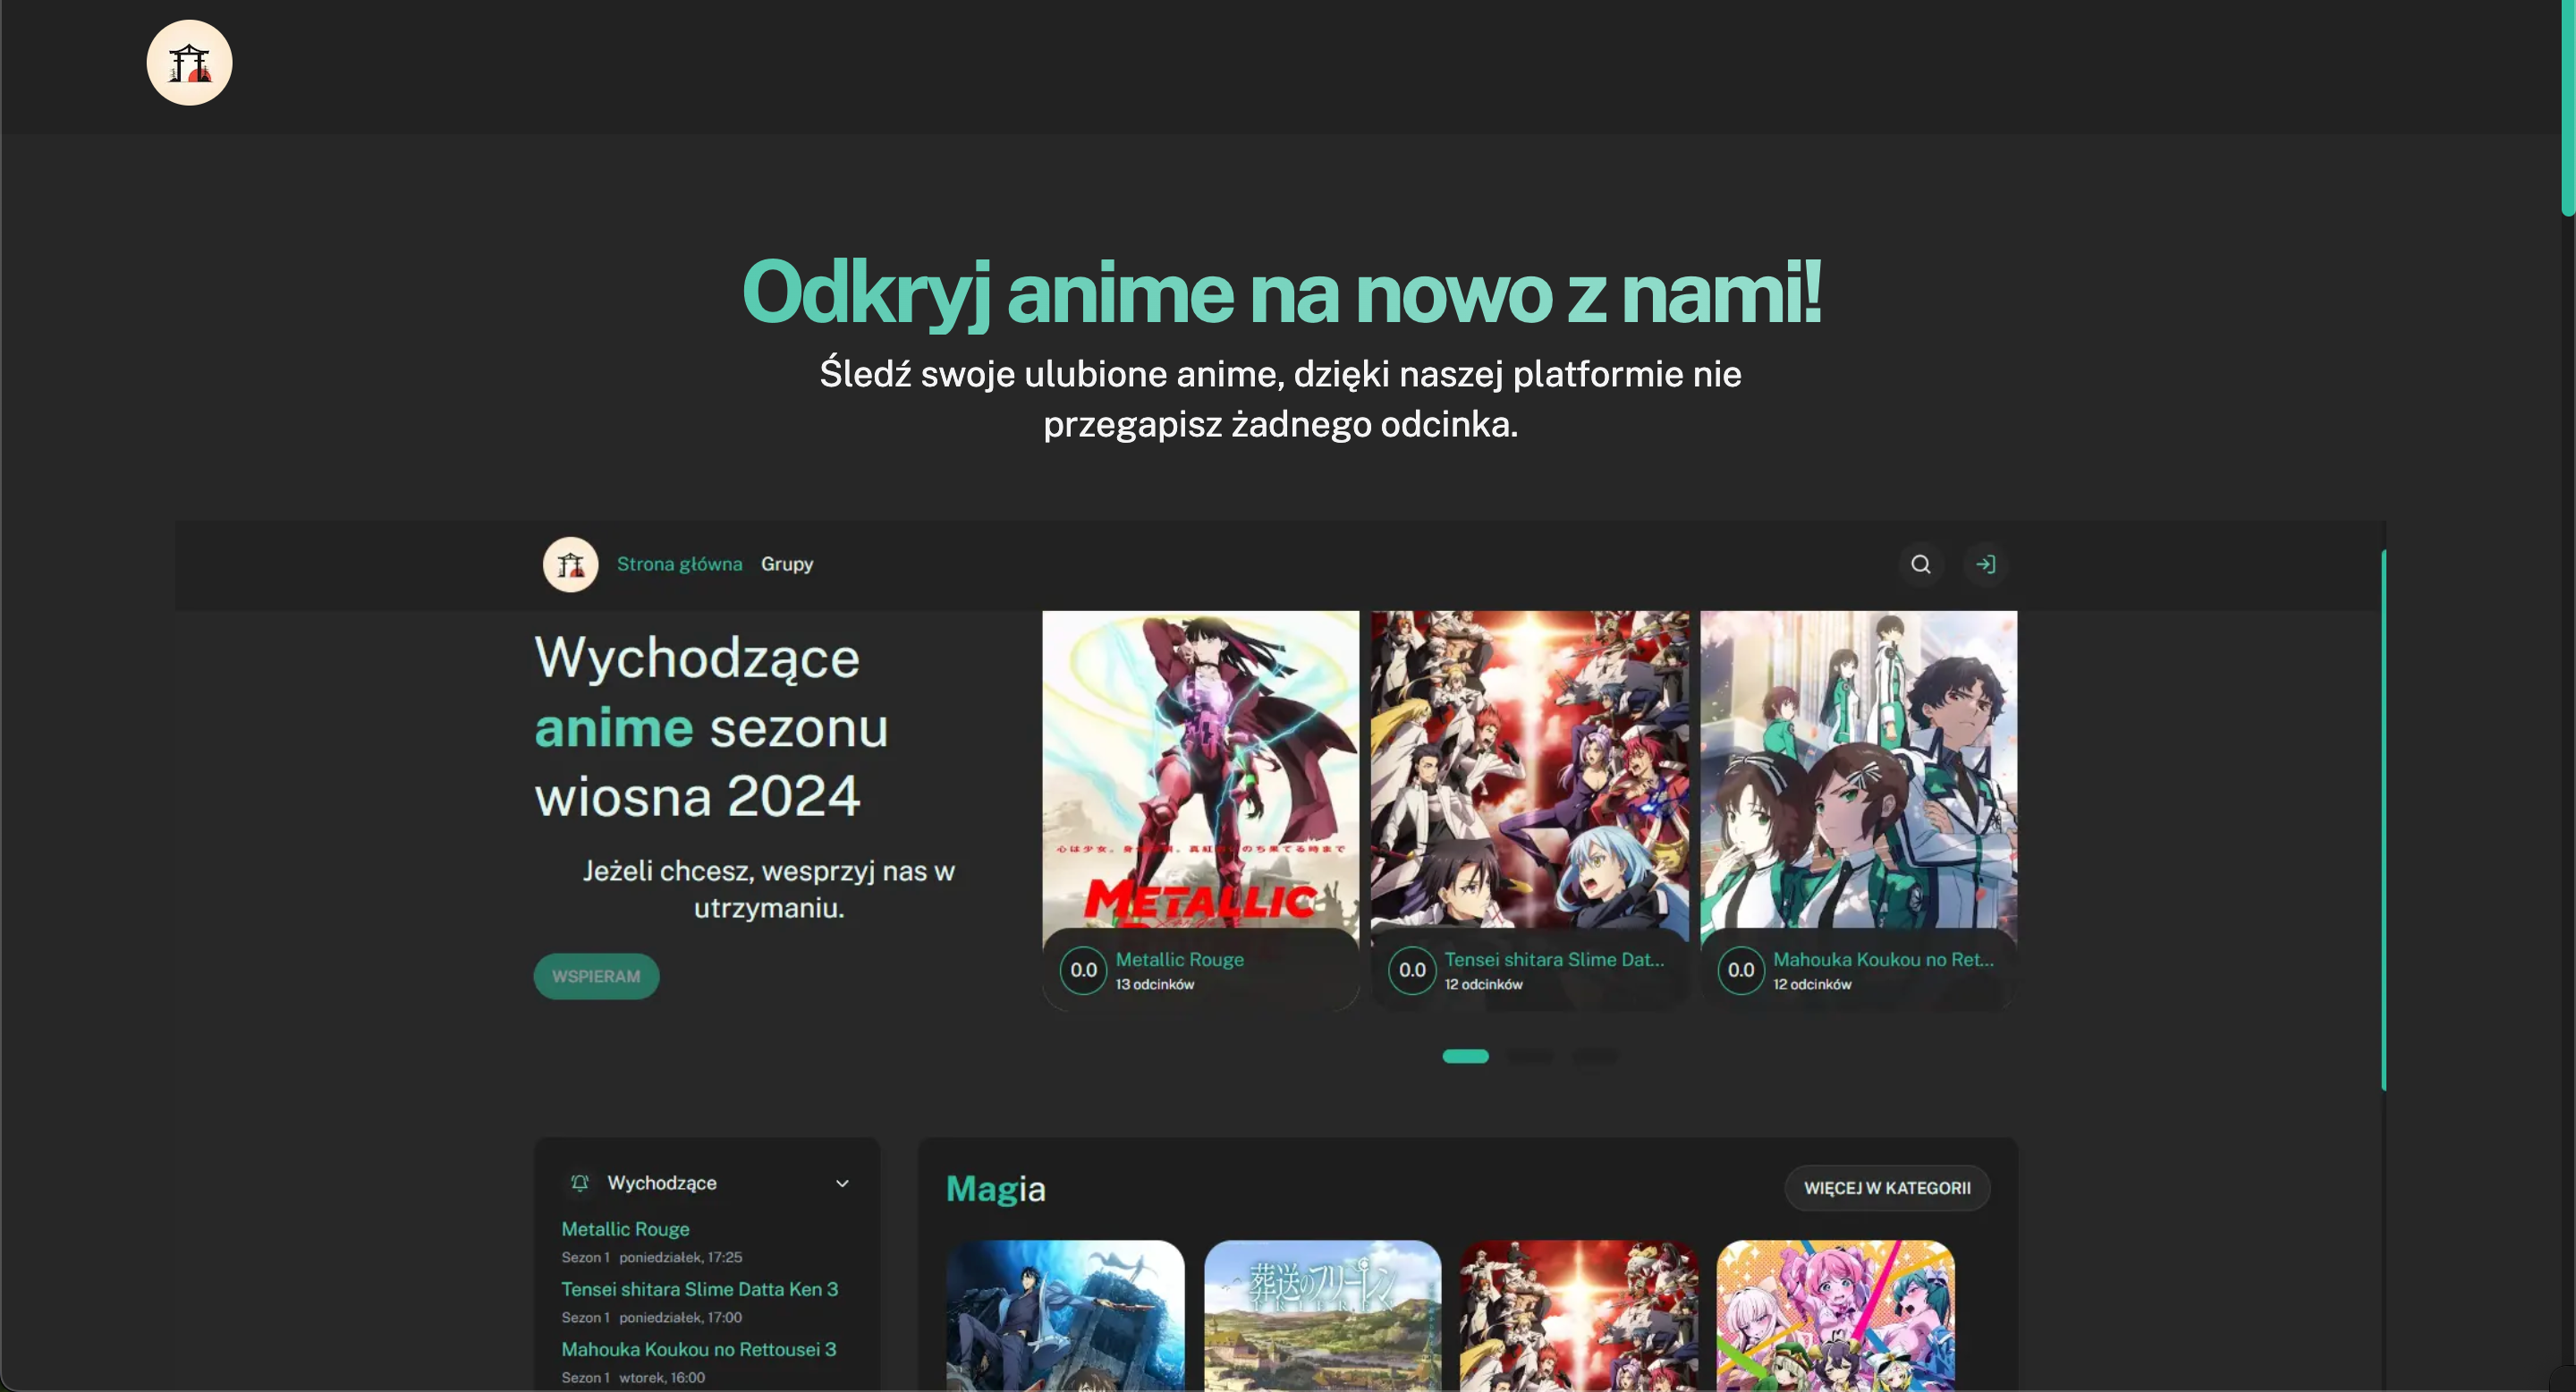 Odkryj anime na nowo z nami!
Śledź swoje ulubione anime, dzięki naszej platformie nie
przegapisz żadnego odcinka.
Strona główna Grupy
Wychodzące
anime sezonu
wiosna 2024
Jeżeli chcesz, wesprzyj nas w
utrzymaniu.
WSPIERAM
METALLIC
0.0 Metallic Rouge
13 odcinków
0.0 Tensei shitara Slime Dat...
12 odcinków
0.0 Mahouka Koukou no Ret...
12 odcinków
Wychodzące
Metallic Rouge
Sezon 1 poniedziałek, 17:25
Tensei shitara Slime Datta Ken 3
Sezon 1 poniedziałek, 17:00
Mahouka Koukou no Rettousei 3
Sezon 1 wtorek, 16:00
Magia
WIĘCEJ W KATEGORII
葬送のフリーレン
FRIEREN